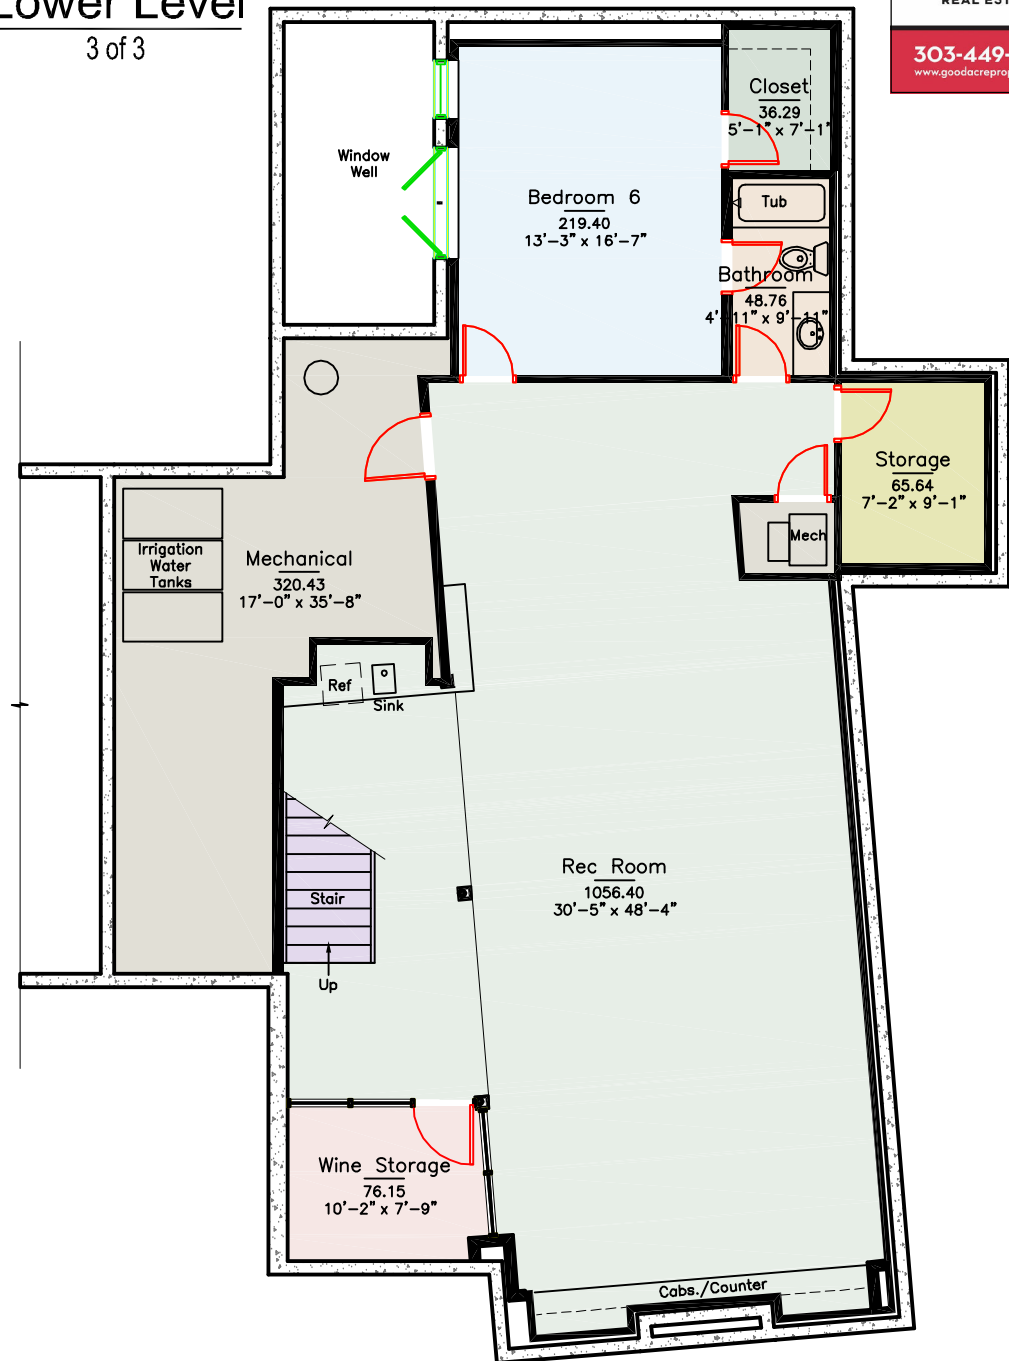 Lower Level
3 of 3
REAL EST
303-449-
www.goodacreprop
Closet
36.29
5'-1" x 7'-1"
Window
Well
Bedroom 6
219.40
13'-3" x 16'-7"
Tub
Bathroom
48.76
4'-11" x 9'-11"
Storage
65.64
7'-2" x 9'-1"
Mech
Irrigation
Water
Tanks
Mechanical
320.43
17'-0" x 35'-8"
Ref
Sink
Rec Room
1056.40
30'-5" x 48'-4"
Stair
Up
Wine Storage
76.15
10'-2" x 7'-9"
Cabs./Counter